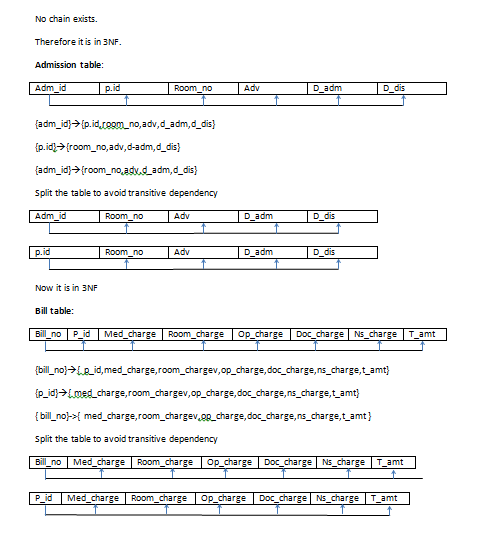 No chain exists.
Therefore it is in 3NF.
Admission table:
Adm_id p.id Room_no Adv D_adm D_dis
{adm_id}→{p.id,room_no,adv,d_adm,d_dis}
{p.id}→{room_no,adv,d-adm,d_dis}
{adm_id}→{room_no,adv,d_adm,d_dis}
Split the table to avoid transitive dependency
Adm_id Room_no Adv D_adm D_dis
p.id Room_no Adv D_adm D_dis
Now it is in 3NF
Bill table:
Bill_no P_id Med_charge Room_charge Op_charge Doc_charge Ns_charge T_amt
{bill_no}→{ p_id,med_charge,room_chargev,op_charge,doc_charge,ns_charge,t_amt}
{p_id}→{ med_charge,room_chargev,op_charge,doc_charge,ns_charge,t_amt}
{ bill_no}->{ med_charge,room_chargev,op_charge,doc_charge,ns_charge,t_amt}
Split the table to avoid transitive dependency
Bill_no Med_charge Room_charge Op_charge Doc_charge Ns_charge T_amt
P_id Med_charge Room_charge Op_charge Doc_charge Ns_charge T_amt